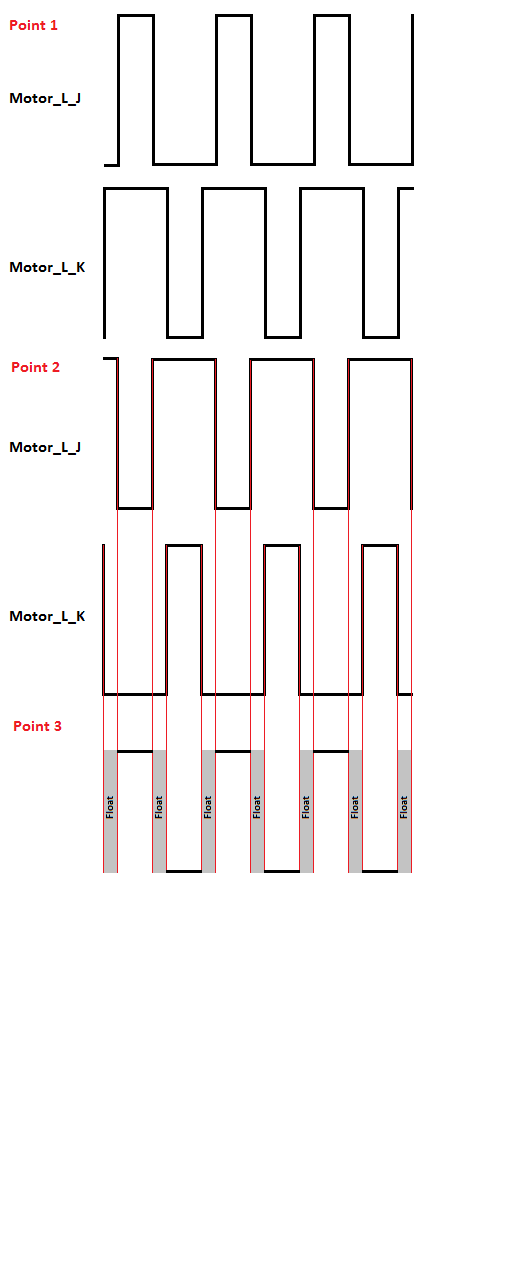 Point 1
Motor_L_J
Motor_L_K
Point 2
Motor_L_J
Motor_L_K
Point 3
Float
Float
Float
Float
Float
Float
Float